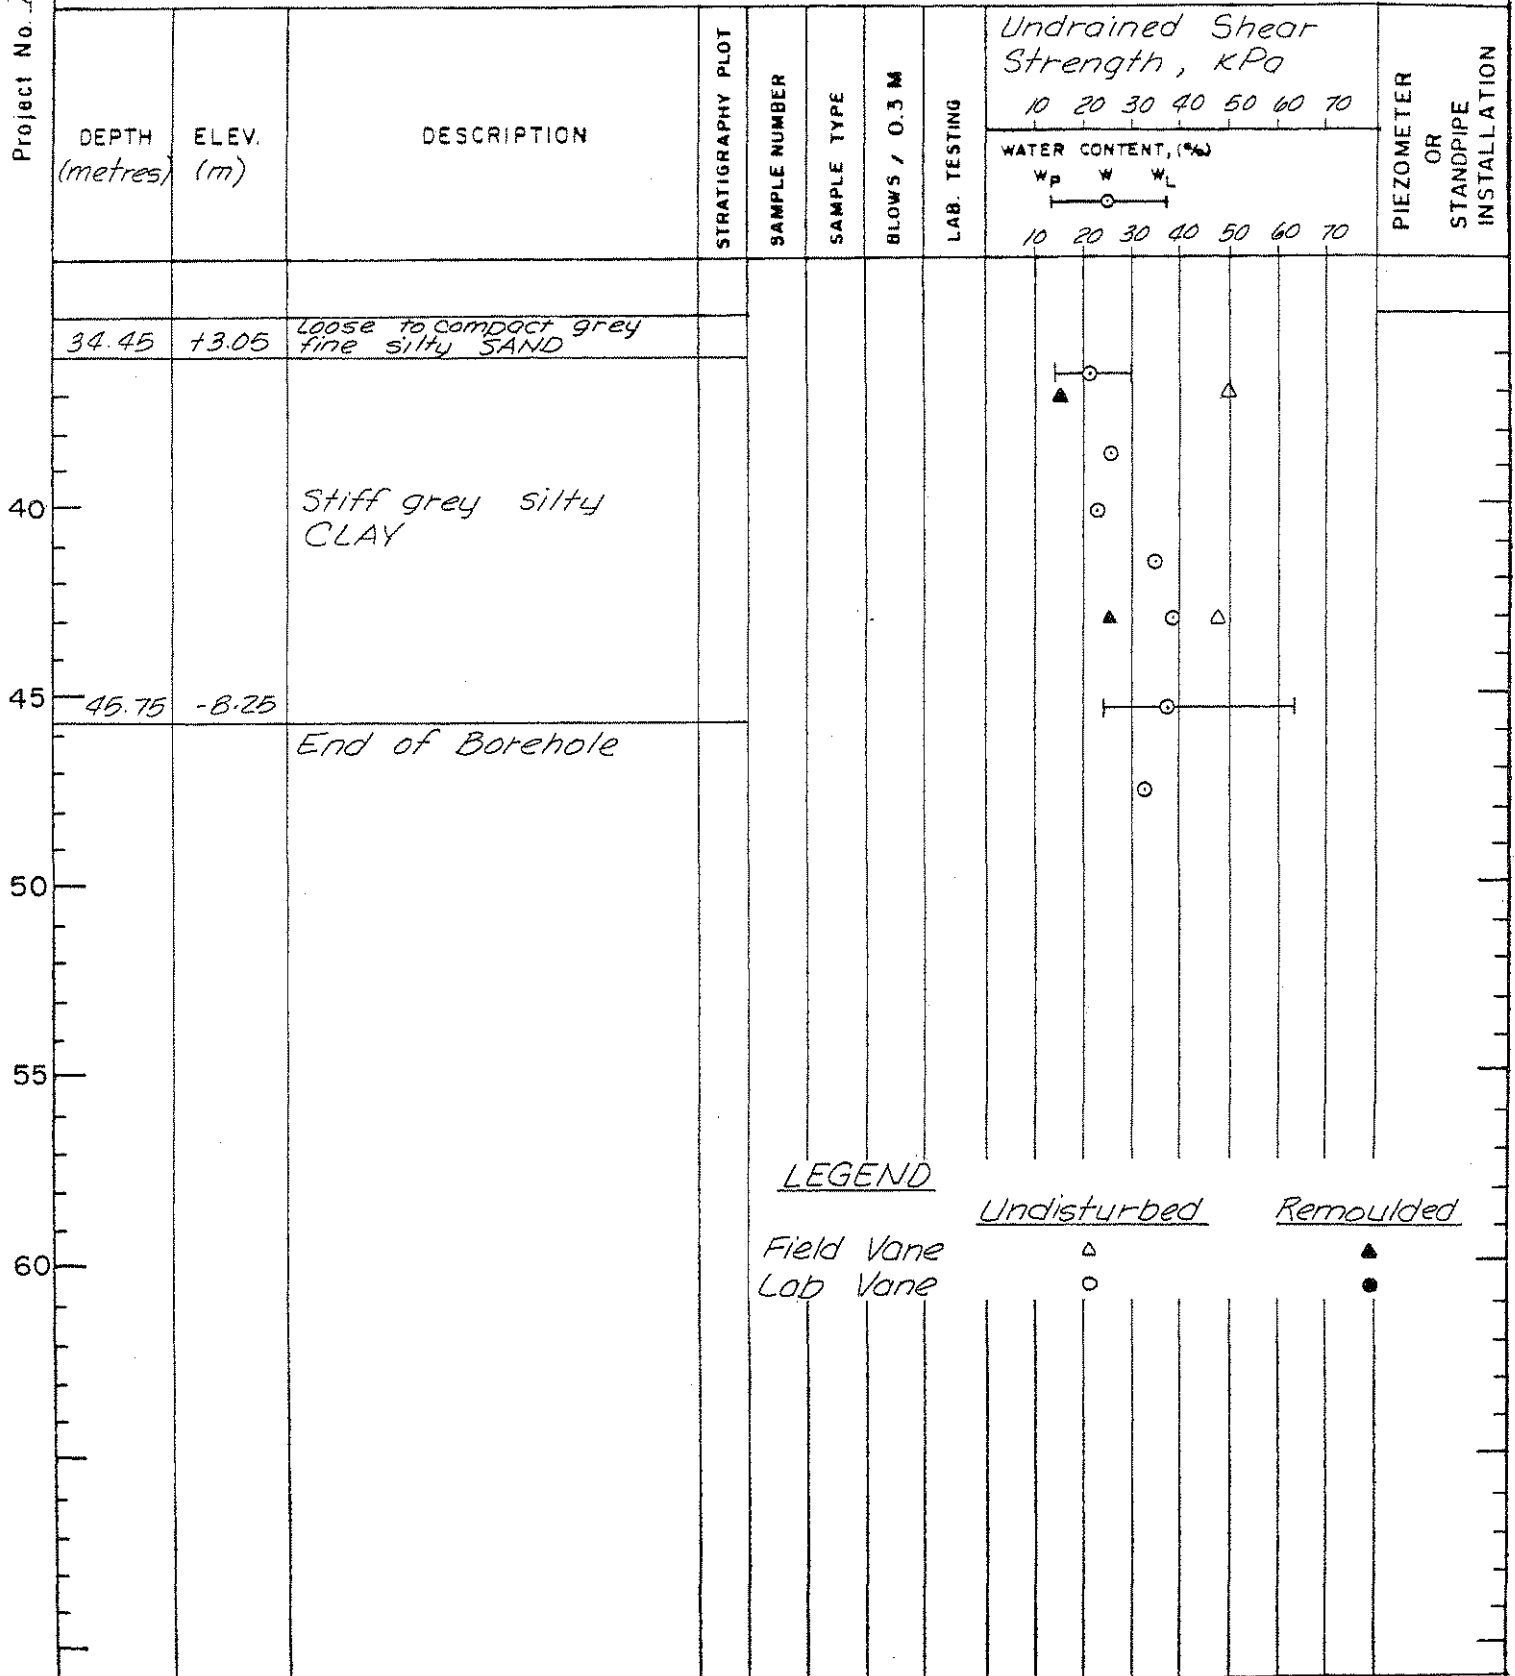 Project No.
DEPTH
(metres)
ELEV.
(m)
DESCRIPTION
STRATIGRAPHY PLOT
SAMPLE NUMBER
SAMPLE TYPE
BLOWS / 0.3 M
LAB. TESTING
Undrained Shear
Strength, KPa
10 20 30 40 50 60 70
WATER CONTENT, (%)
WP W WL
10 20 30 40 50 60 70
PIEZOMETER
OR
STANDPIPE
INSTALLATION
34.45 +3.05 Loose to compact grey
fine silty SAND
40
Stiff grey silty
CLAY
45
45.75 -8.25
End of Borehole
50
55
LEGEND
Undisturbed Remoulded
60
Field Vane
Lab Vane